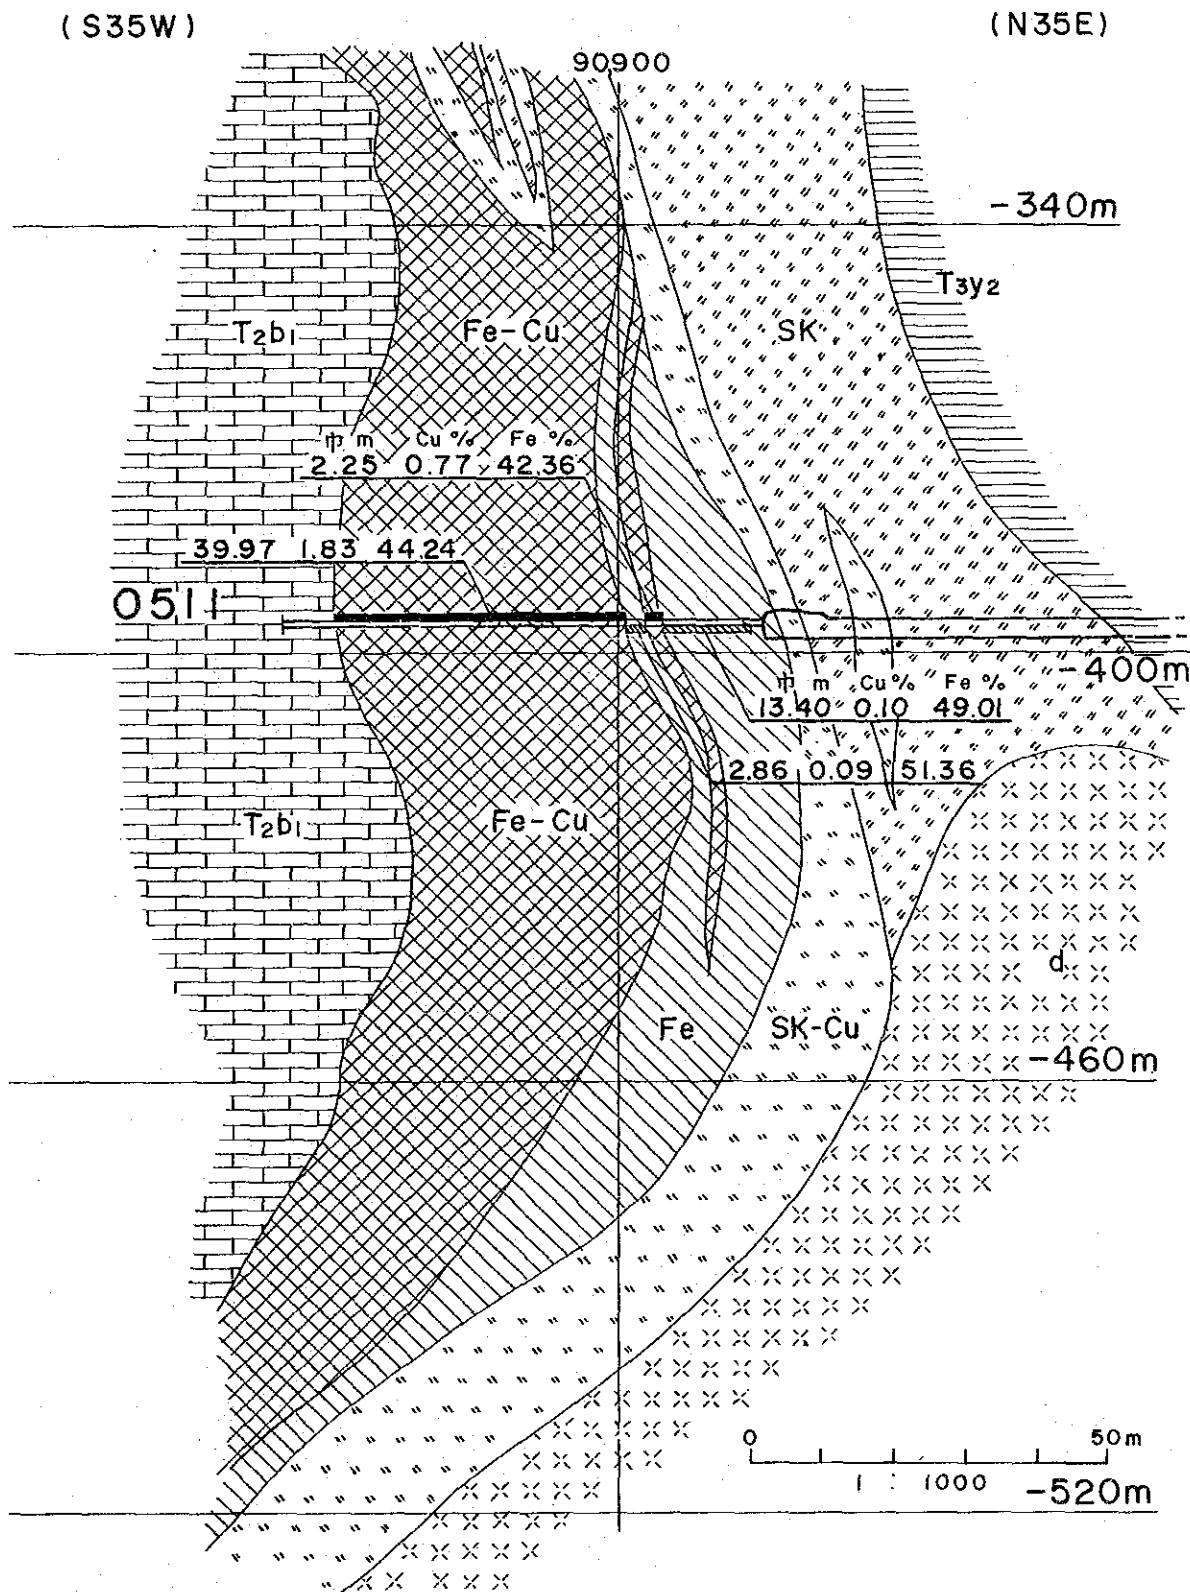 (S35W) (N35E)
90900
-340m
T3y2
T2b1 Fe-Cu SK
巾 m Cu % Fe %
2.25 0.77 42.36
39.97 1.83 44.24
0511
-400m
巾 m Cu % Fe %
13.40 0.10 49.01
2.86 0.09 51.36
T2b1 Fe-Cu
d
Fe SK-Cu
-460m
0 50m
1 : 1000
-520m